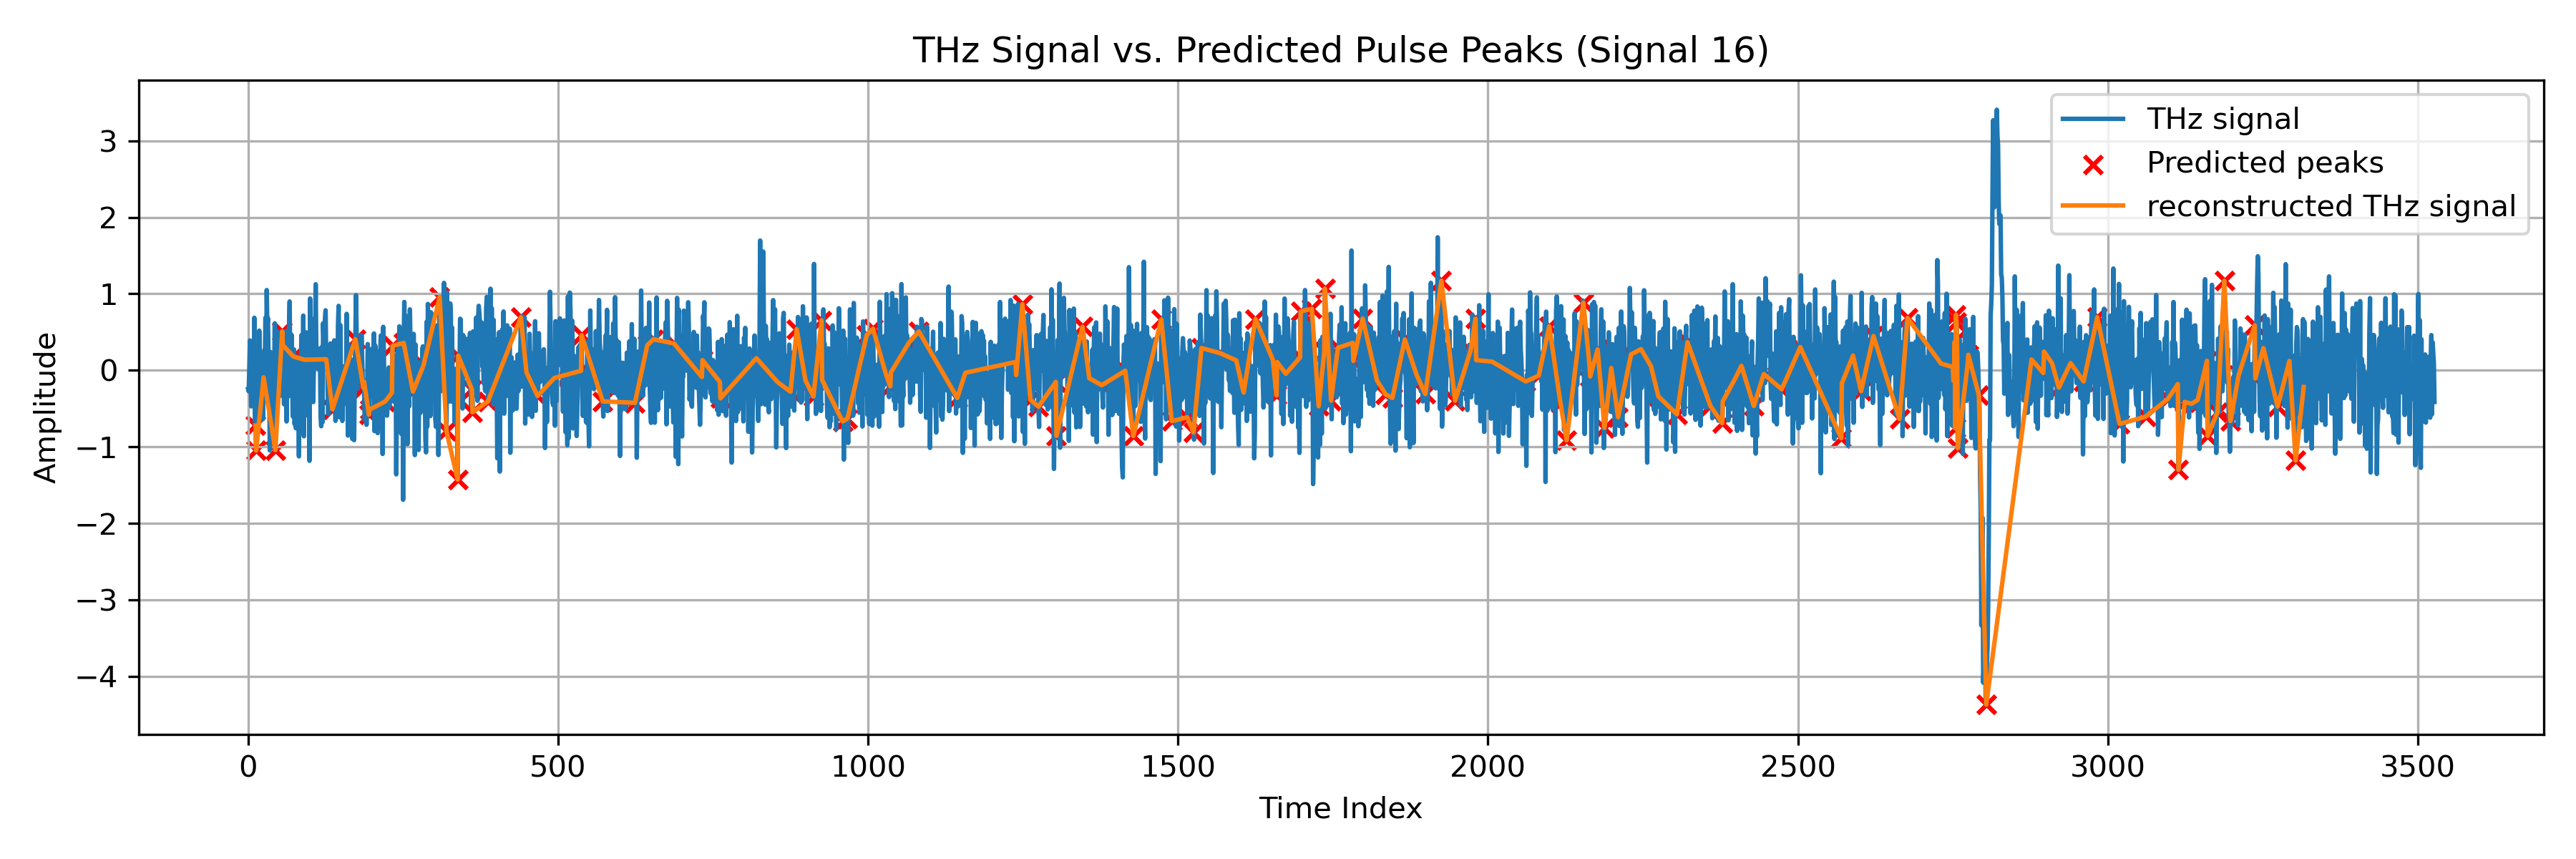 THz Signal vs. Predicted Pulse Peaks (Signal 16)
THz signal
Predicted peaks
reconstructed THz signal
Amplitude
3
2
1
0
−1
−2
−3
−4
0 500 1000 1500 2000 2500 3000 3500
Time Index